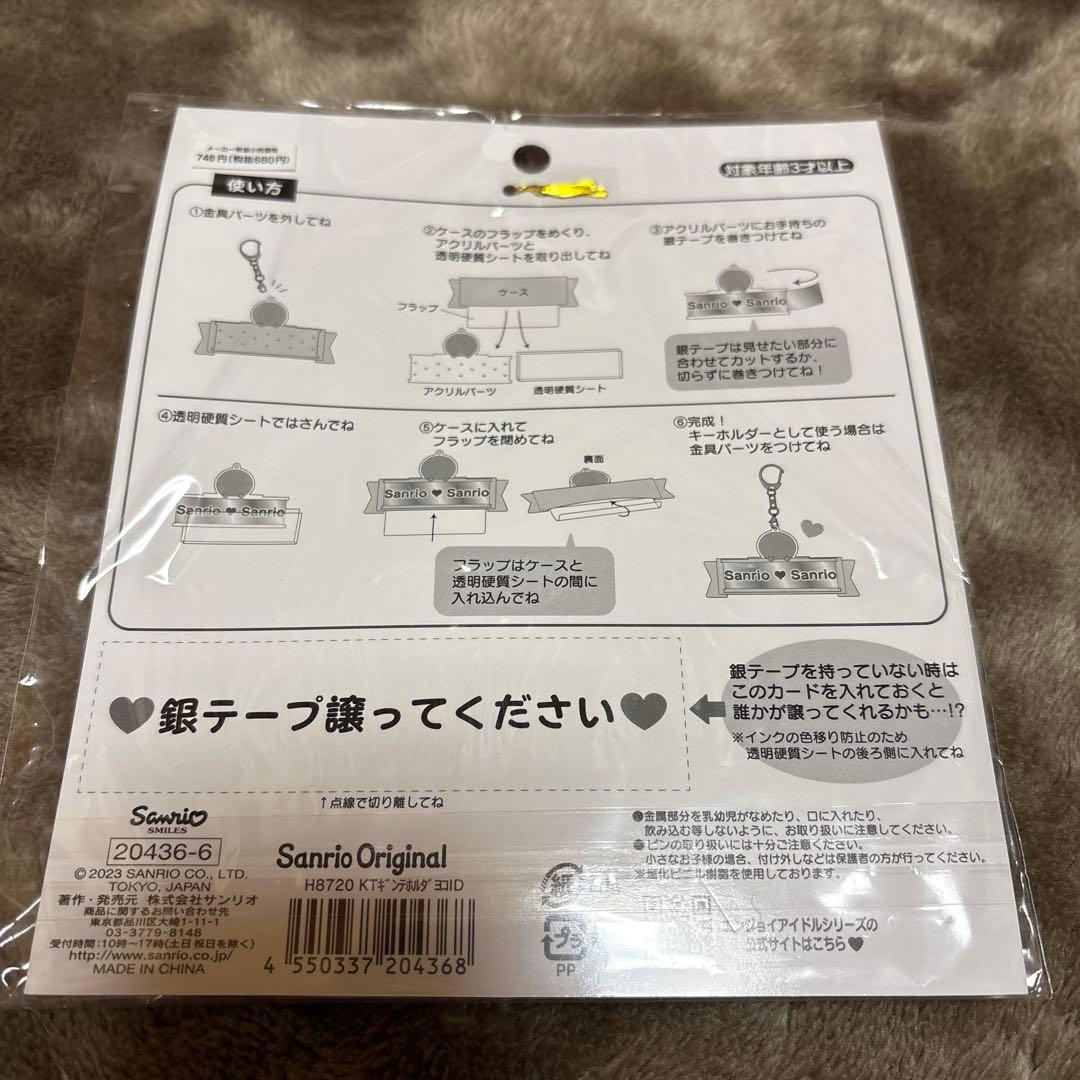 メーカー希望小売価格
748円(税抜680円)
対象年齢3才以上
使い方
①金具パーツを外してね
②ケースのフラップをめくり、
アクリルパーツと
透明硬質シートを取り出してね
ケース
フラップ
アクリルパーツ
透明硬質シート
③アクリルパーツにお手持ちの
銀テープを巻きつけてね
Sanrio ♥ Sanrio
銀テープは見せたい部分に
合わせてカットするか、
切らずに巻きつけてね！
④透明硬質シートではさんでね
Sanrio ♥ Sanrio
⑤ケースに入れて
フラップを閉めてね
Sanrio ♥ Sanrio
裏面
フラップはケースと
透明硬質シートの間に
入れ込んでね
⑥完成！
キーホルダーとして使う場合は
金具パーツをつけてね
Sanrio ♥ Sanrio
♥銀テープ譲ってください♥
銀テープを持っていない時は
このカードを入れておくと
誰かが譲ってくれるかも…!?
※インクの色移り防止のため
透明硬質シートの後ろ側に入れてね
↑点線で切り離してね
Sanrio
SMILES
20436-6
© 2023 SANRIO CO., LTD.
TOKYO, JAPAN
著作・発売元 株式会社サンリオ
商品に関するお問い合わせ先
東京都品川区大崎1-11-1
03-3779-8148
受付時間:10時〜17時(土日祝日を除く)
http://www.sanrio.co.jp/
MADE IN CHINA
Sanrio Original
H8720 KTギンテホルダ ヨコID
4 550337 204368
●金属部分を乳幼児がなめたり、口に入れたり、
飲み込む等しないように、お取り扱いに注意してください。
●ピンの取り扱いには十分ご注意ください。
小さなお子様の場合、付け外しなどは保護者の方が行ってください。
※塩化ビニル樹脂を使用しております。
紙
プラ
PP
エンジョイアイドルシリーズの
公式サイトはこちら♥